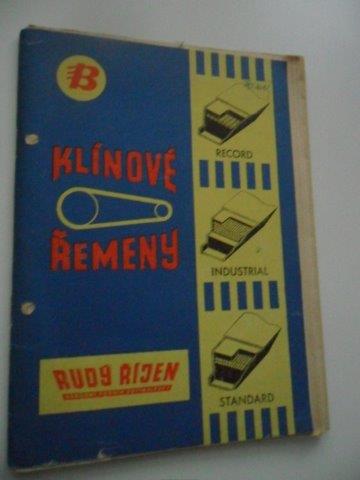 B
KLÍNOVÉ
ŘEMENY
RUDÝ ŘÍJEN
RECORD
INDUSTRIAL
STANDARD